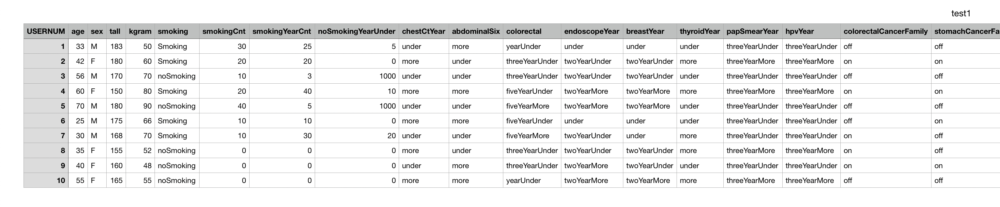 test1
USERNUM age sex tall kgram smoking smokingCnt smokingYearCnt noSmokingYearUnder chestCtYear abdominalSix colorectal endoscopeYear breastYear thyroidYear papSmearYear hpvYear colorectalCancerFamily stomachCancerFa
1 33 M 183 50 Smoking 30 25 5 under more yearUnder under under under threeYearUnder threeYearUnder off off
2 42 F 180 60 Smoking 20 20 0 more under threeYearUnder twoYearUnder twoYearUnder more threeYearMore threeYearMore on on
3 56 M 170 70 noSmoking 10 3 1000 under under threeYearUnder twoYearUnder twoYearUnder under threeYearUnder threeYearUnder off off
4 60 F 150 80 Smoking 20 40 10 more more fiveYearUnder twoYearMore twoYearMore more threeYearMore threeYearMore on on
5 70 M 180 90 noSmoking 40 5 1000 under under fiveYearMore twoYearMore twoYearMore under threeYearUnder threeYearUnder off off
6 25 M 175 66 Smoking 10 10 0 more more fiveYearUnder under under under threeYearUnder threeYearUnder off on
7 30 M 168 70 Smoking 10 30 20 under under fiveYearMore twoYearUnder under more threeYearUnder threeYearUnder on off
8 35 F 155 52 noSmoking 0 0 0 more under threeYearUnder twoYearUnder twoYearUnder more threeYearMore threeYearMore on off
9 40 F 160 48 noSmoking 0 0 0 under more threeYearUnder twoYearMore twoYearUnder under threeYearUnder threeYearUnder on on
10 55 F 165 55 noSmoking 0 0 0 more more yearUnder twoYearMore twoYearMore more threeYearMore threeYearMore off off